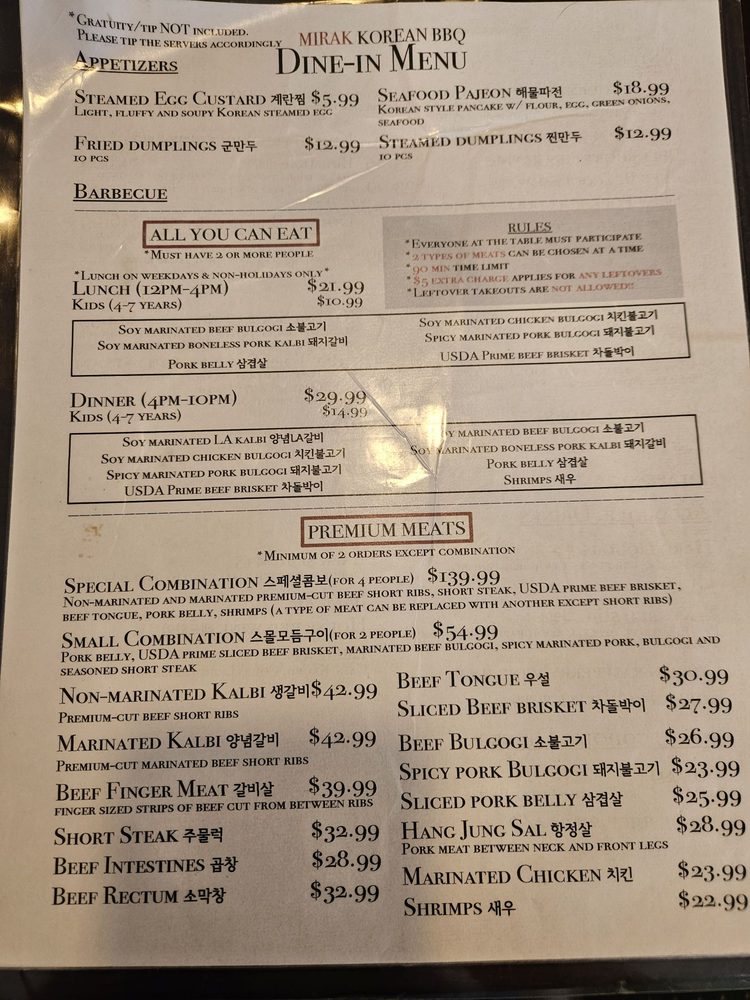 *Gratuity/tip NOT included.
Please tip the servers accordingly
MIRAK KOREAN BBQ
Dine-in Menu
Appetizers
Steamed Egg Custard 계란찜 $5.99
Light, fluffy and soupy Korean steamed egg
Seafood Pajeon 해물파전 $18.99
Korean style pancake w/ flour, egg, green onions,
seafood
Fried dumplings 군만두 $12.99
10 pcs
Steamed dumplings 찐만두 $12.99
10 pcs
Barbecue
ALL YOU CAN EAT
*Must have 2 or more people
RULES
*Everyone at the table must participate
*2 types of meats can be chosen at a time
*90 min time limit
*$5 extra charge applies for any leftovers
*Leftover takeouts are not allowed!!
*Lunch on weekdays & non-holidays only*
Lunch (12pm-4pm) $21.99
Kids (4-7 years) $10.99
Soy marinated beef bulgogi 소불고기
Soy marinated boneless pork kalbi 돼지갈비
Pork belly 삼겹살
Soy marinated chicken bulgogi 치킨불고기
Spicy marinated pork bulgogi 돼지불고기
USDA Prime beef brisket 차돌박이
Dinner (4pm-10pm) $29.99
Kids (4-7 years) $14.99
Soy marinated LA kalbi 양념LA갈비
Soy marinated chicken bulgogi 치킨불고기
Spicy marinated pork bulgogi 돼지불고기
USDA Prime beef brisket 차돌박이
Soy marinated beef bulgogi 소불고기
Soy marinated boneless pork kalbi 돼지갈비
Pork belly 삼겹살
Shrimps 새우
PREMIUM MEATS
*Minimum of 2 orders except combination
Special Combination 스페셜콤보(for 4 people) $139.99
Non-marinated and marinated premium-cut beef short ribs, short steak, USDA prime beef brisket,
beef tongue, pork belly, shrimps (a type of meat can be replaced with another except short ribs)
Small Combination 스몰모듬구이(for 2 people) $54.99
Pork belly, USDA prime sliced beef brisket, marinated beef bulgogi, spicy marinated pork, bulgogi and
seasoned short steak
Non-marinated Kalbi 생갈비 $42.99
Premium-cut beef short ribs
Marinated Kalbi 양념갈비 $42.99
Premium-cut marinated beef short ribs
Beef Finger Meat 갈비살 $39.99
finger sized strips of beef cut from between ribs
Short Steak 주물럭 $32.99
Beef Intestines 곱창 $28.99
Beef Rectum 소막창 $32.99
Beef Tongue 우설 $30.99
Sliced Beef brisket 차돌박이 $27.99
Beef Bulgogi 소불고기 $26.99
Spicy pork Bulgogi 돼지불고기 $23.99
Sliced pork belly 삼겹살 $25.99
Hang Jung Sal 항정살 $28.99
Pork meat between neck and front legs
Marinated Chicken 치킨 $23.99
Shrimps 새우 $22.99